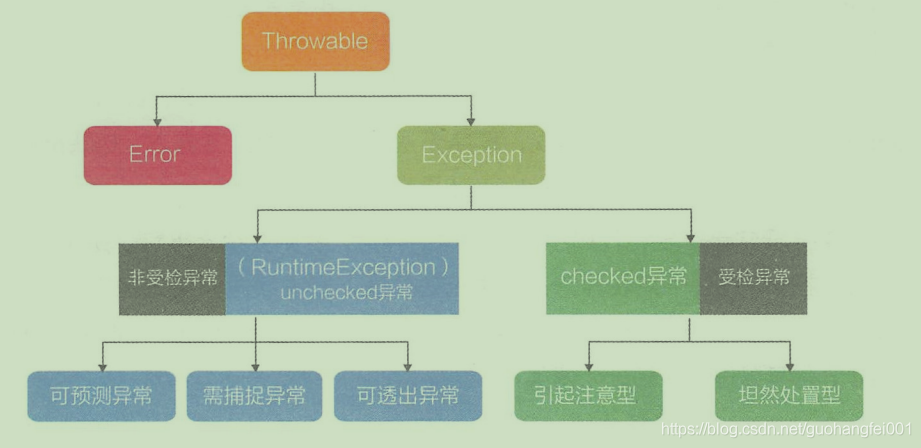 Throwable
Error
Exception
非受检异常
（RuntimeException）
unchecked异常
checked异常
受检异常
可预测异常
需捕捉异常
可透出异常
引起注意型
坦然处置型
https://blog.csdn.net/guohangfei001